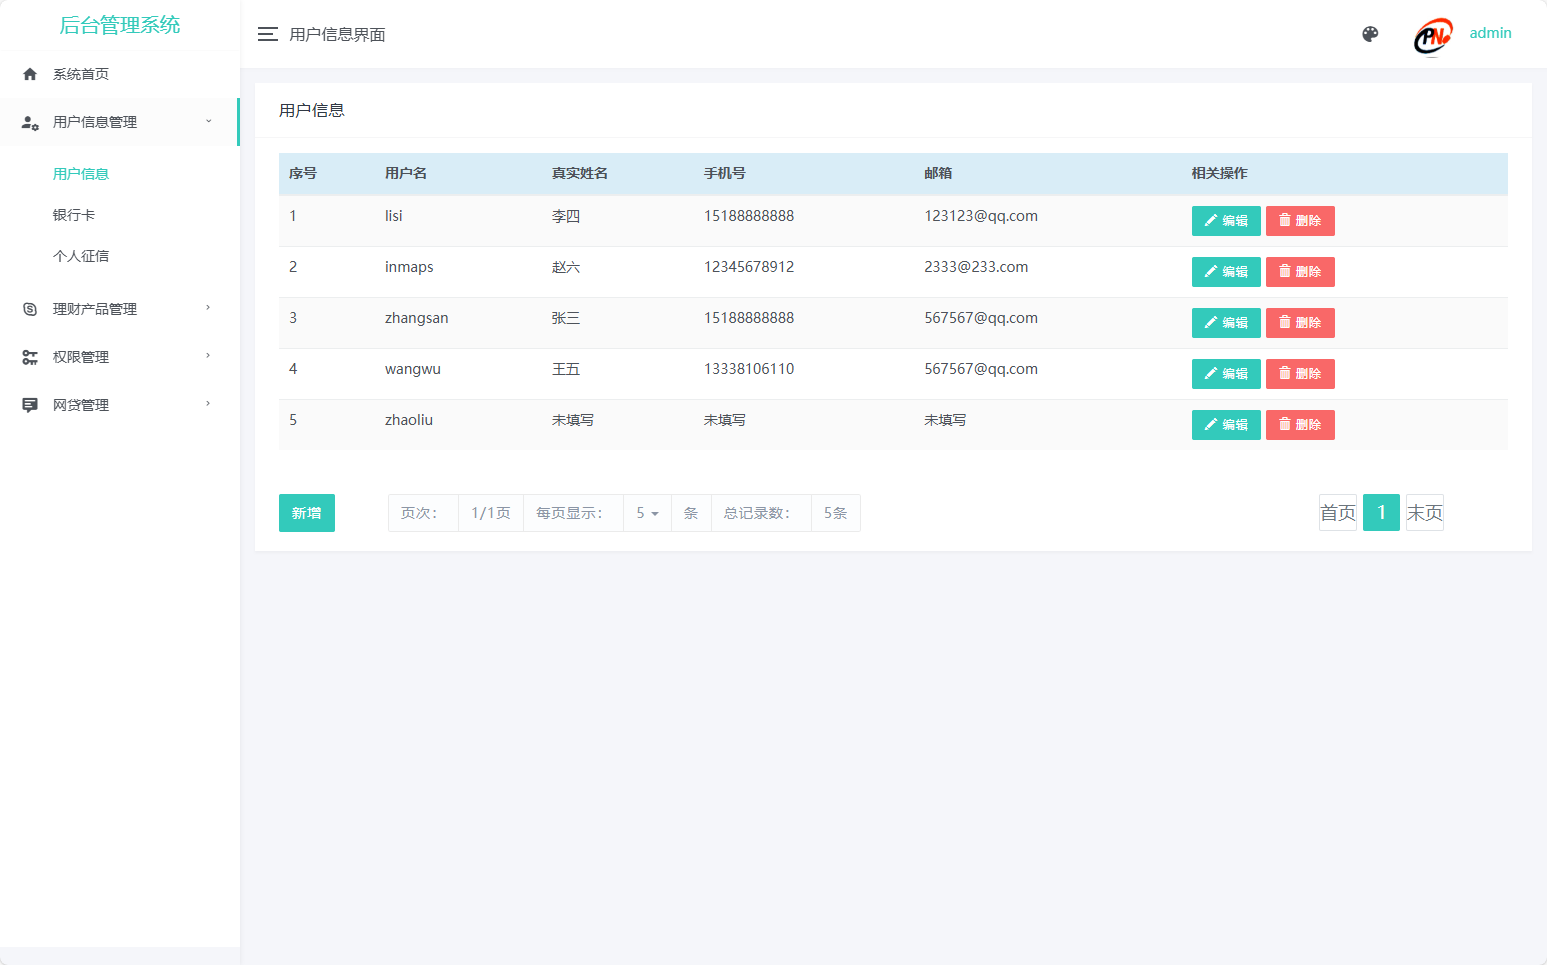 后台管理系统
用户信息界面
PN
admin
系统首页
用户信息管理
用户信息
银行卡
个人征信
理财产品管理
权限管理
网贷管理
用户信息
序号 用户名 真实姓名 手机号 邮箱 相关操作
1 lisi 李四 15188888888 123123@qq.com 编辑 删除
2 inmaps 赵六 12345678912 2333@233.com 编辑 删除
3 zhangsan 张三 15188888888 567567@qq.com 编辑 删除
4 wangwu 王五 13338106110 567567@qq.com 编辑 删除
5 zhaoliu 未填写 未填写 未填写 编辑 删除
新增 页次： 1/1页 每页显示： 5 条 总记录数： 5条 首页 1 末页